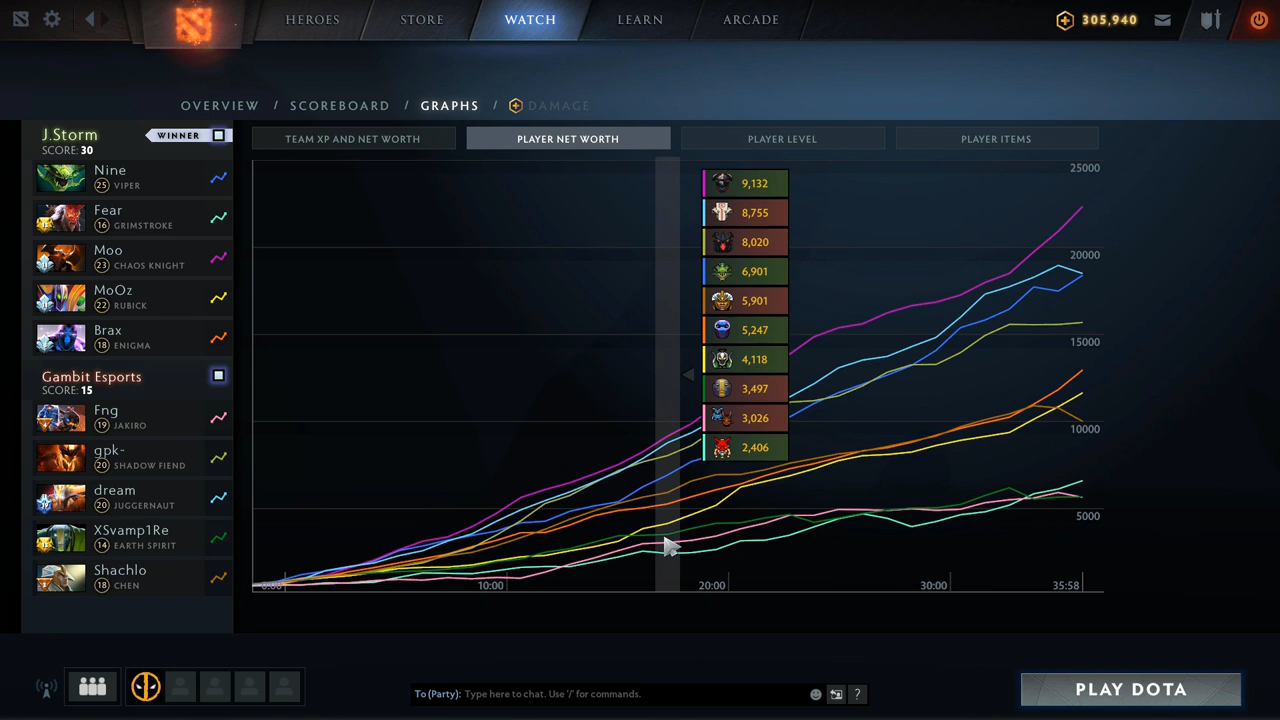 HEROES STORE WATCH LEARN ARCADE 305,940
OVERVIEW / SCOREBOARD / GRAPHS / DAMAGE
J.Storm WINNER
SCORE: 30
TEAM XP AND NET WORTH PLAYER NET WORTH PLAYER LEVEL PLAYER ITEMS
Nine
25 VIPER
Fear
16 GRIMSTROKE
Moo
23 CHAOS KNIGHT
MoOz
22 RUBICK
Brax
18 ENIGMA
Gambit Esports
SCORE: 15
Fng
19 JAKIRO
gpk-
20 SHADOW FIEND
dream
20 JUGGERNAUT
XSvamp1Re
14 EARTH SPIRIT
Shachlo
18 CHEN
9,132
8,755
8,020
6,901
5,901
5,247
4,118
3,497
3,026
2,406
25000
20000
15000
10000
5000
0:00 10:00 20:00 30:00 35:58
To (Party): Type here to chat. Use '/' for commands. ?
PLAY DOTA